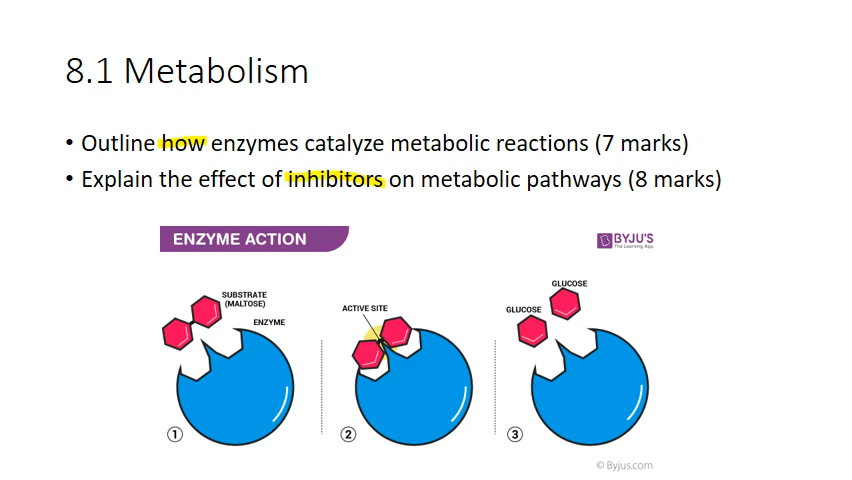 8.1 Metabolism
• Outline how enzymes catalyze metabolic reactions (7 marks)
• Explain the effect of inhibitors on metabolic pathways (8 marks)
ENZYME ACTION
BYJU'S
The Learning App
SUBSTRATE
(MALTOSE)
ENZYME
1
ACTIVE SITE
2
GLUCOSE
GLUCOSE
3
© Byjus.com